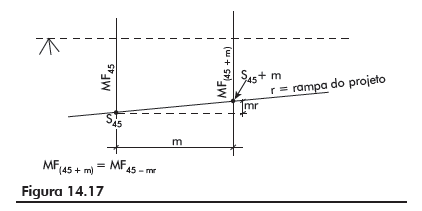 MF45
MF(45 + m)
S45 + m
r = rampa do projeto
mr
S45
m
MF(45 + m) = MF45 – mr
Figura 14.17